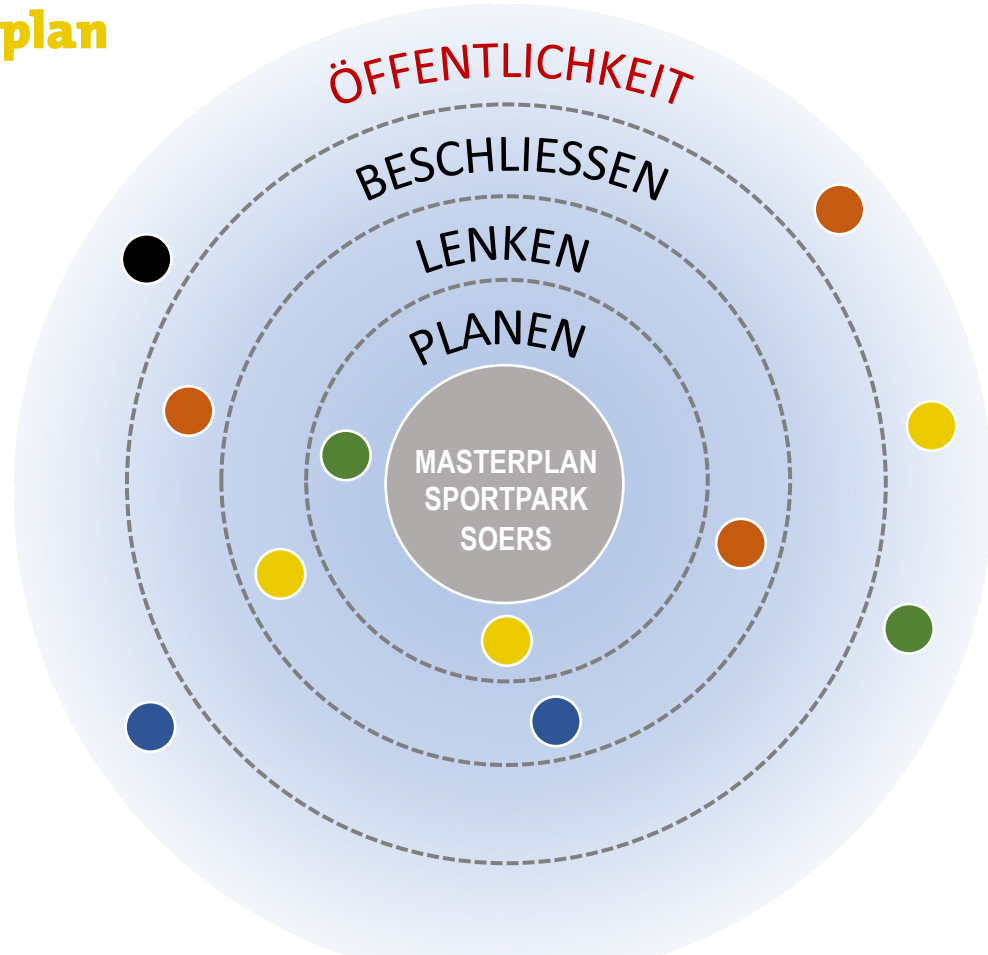 plan
ÖFFENTLICHKEIT
BESCHLIESSEN
LENKEN
PLANEN
MASTERPLAN
SPORTPARK
SOERS